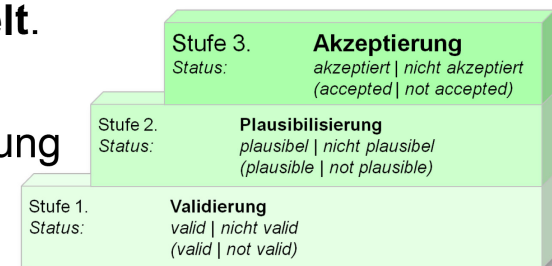 elt.
Stufe 3. Akzeptierung
Status: akzeptiert | nicht akzeptiert
(accepted | not accepted)
ung
Stufe 2. Plausibilisierung
Status: plausibel | nicht plausibel
(plausible | not plausible)
Stufe 1. Validierung
Status: valid | nicht valid
(valid | not valid)